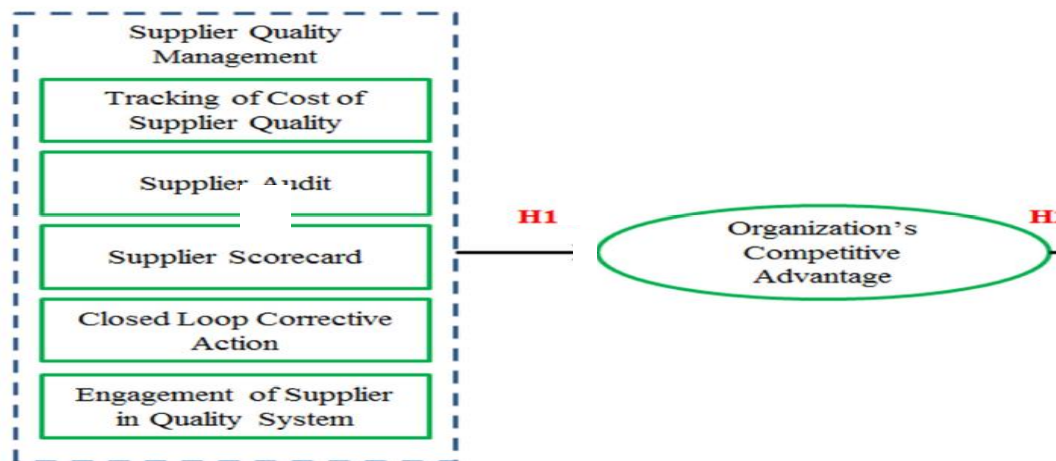 Supplier Quality
Management
Tracking of Cost of
Supplier Quality
Supplier Audit
Supplier Scorecard
Closed Loop Corrective
Action
Engagement of Supplier
in Quality System
H1
Organization's
Competitive
Advantage